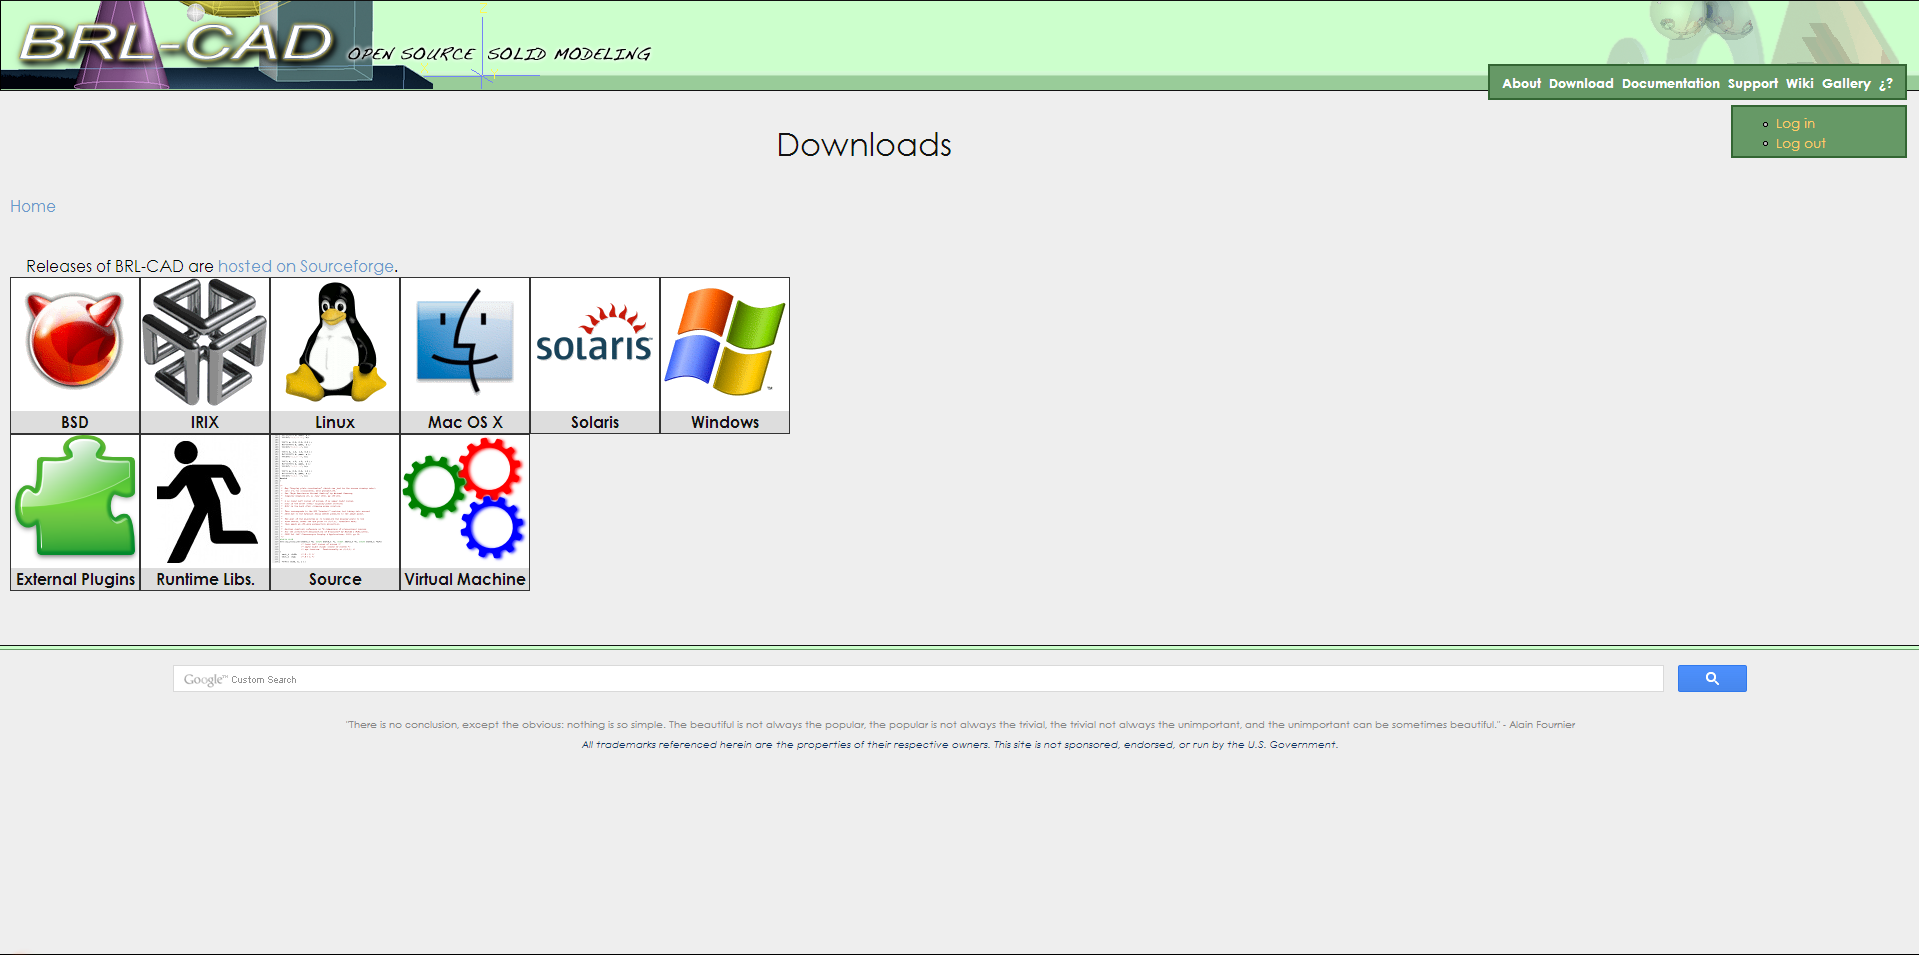 BRL-CAD OPEN SOURCE SOLID MODELING
About Download Documentation Support Wiki Gallery ¿?
Log in
Log out
Downloads
Home
Releases of BRL-CAD are hosted on Sourceforge.
solaris
BSD IRIX Linux Mac OS X Solaris Windows
External Plugins Runtime Libs. Source Virtual Machine
Google™ Custom Search
"There is no conclusion, except the obvious: nothing is so simple. The beautiful is not always the popular, the popular is not always the trivial, the trivial not always the unimportant, and the unimportant can be sometimes beautiful." - Alain Fournier
All trademarks referenced herein are the properties of their respective owners. This site is not sponsored, endorsed, or run by the U.S. Government.